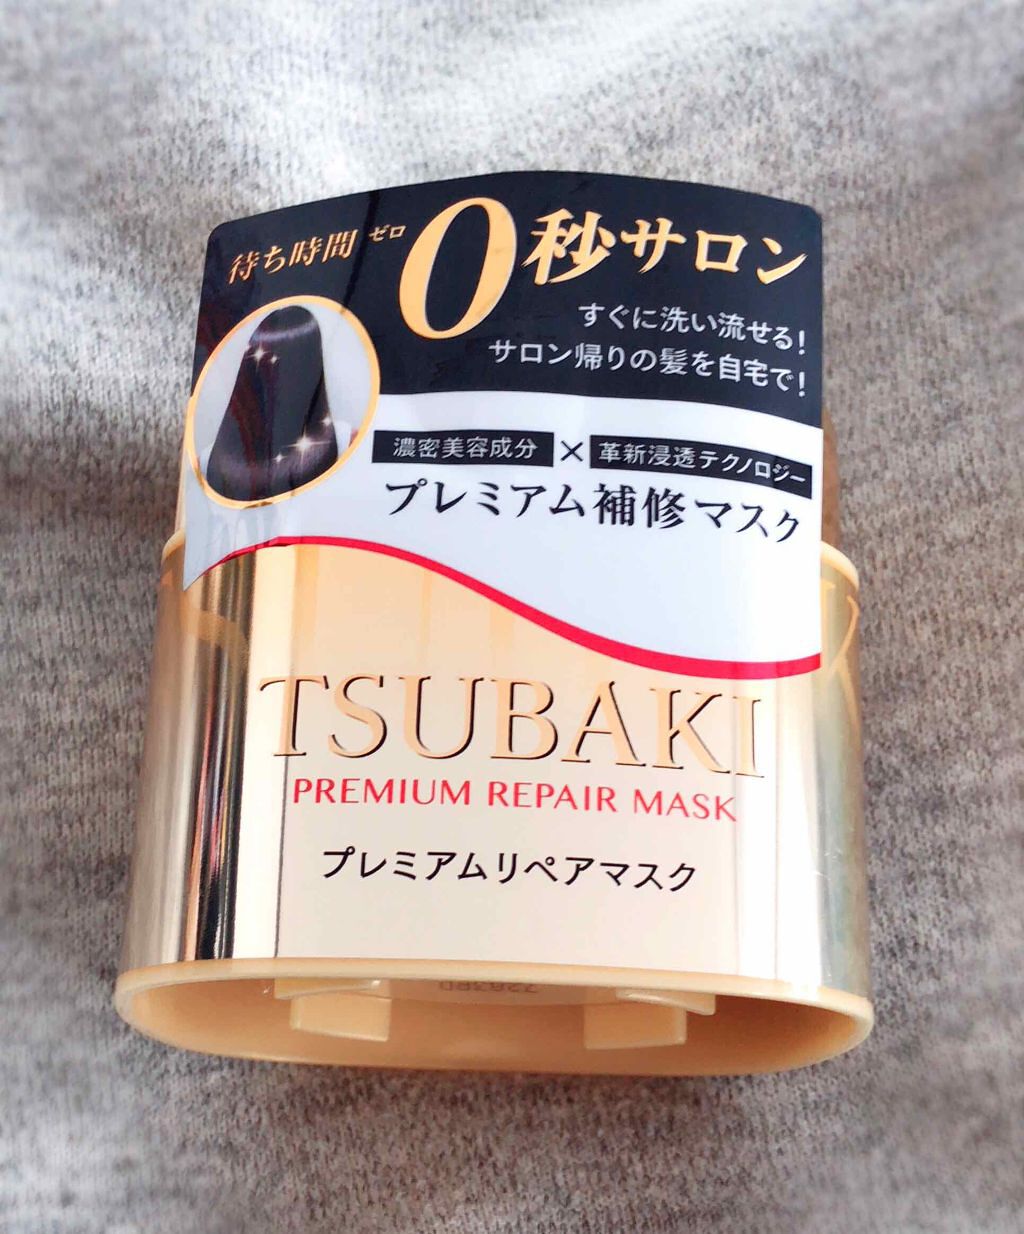 待ち時間 ゼロ 0秒サロン
すぐに洗い流せる!
サロン帰りの髪を自宅で!
濃密美容成分 × 革新浸透テクノロジー
プレミアム補修マスク
TSUBAKI
PREMIUM REPAIR MASK
プレミアムリペアマスク